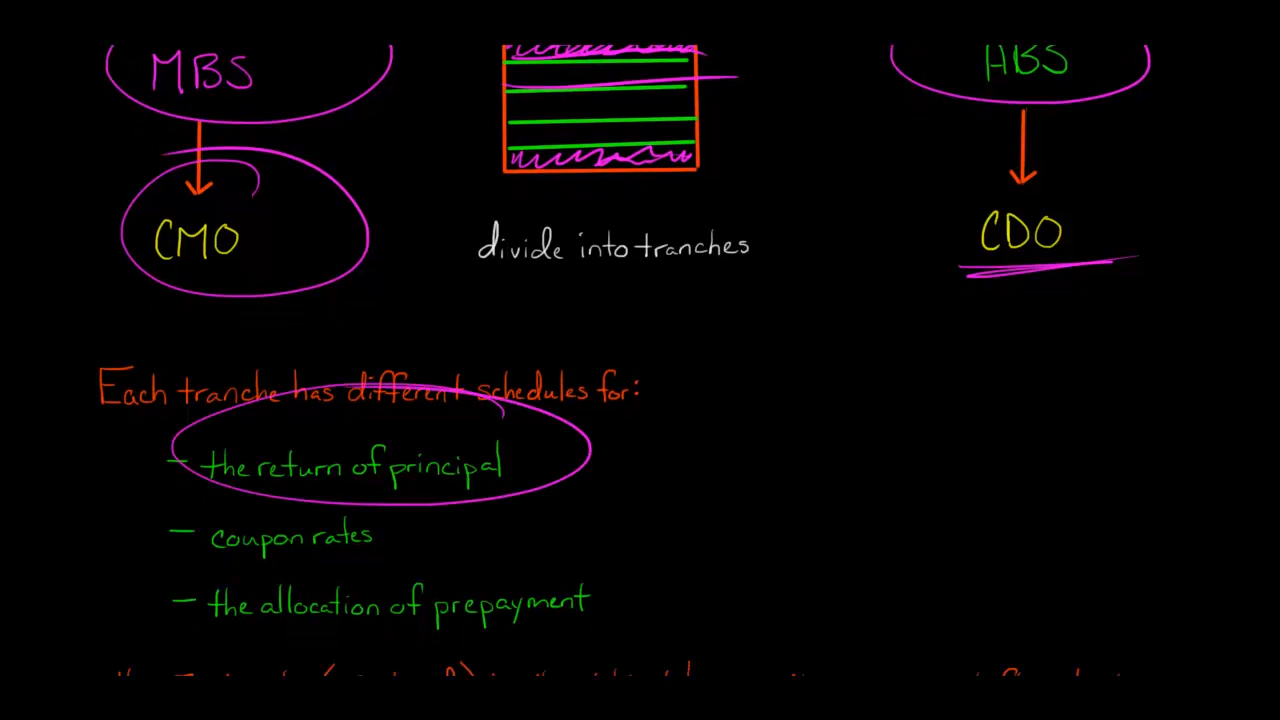 MBS
ABS
CMO
divide into tranches
CDO
Each tranche has different schedules for:
- the return of principal
- coupon rates
- the allocation of prepayment